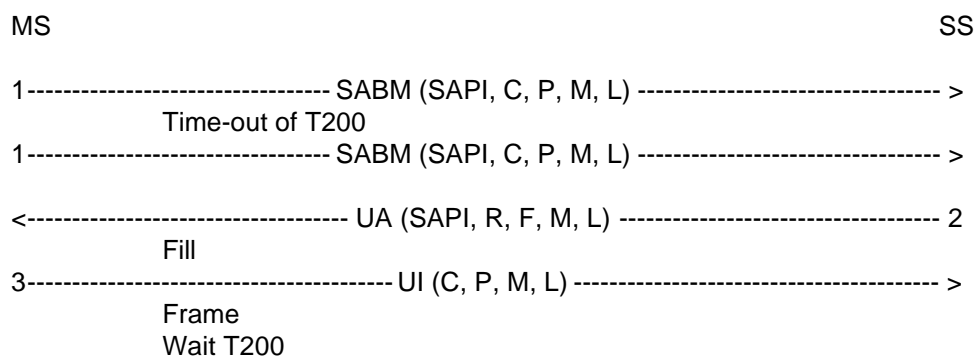 MS SS
1--------------------------------- SABM (SAPI, C, P, M, L) --------------------------------- >
Time-out of T200
1--------------------------------- SABM (SAPI, C, P, M, L) --------------------------------- >
<----------------------------------- UA (SAPI, R, F, M, L) ----------------------------------- 2
Fill
3---------------------------------------- UI (C, P, M, L) ---------------------------------------- >
Frame
Wait T200